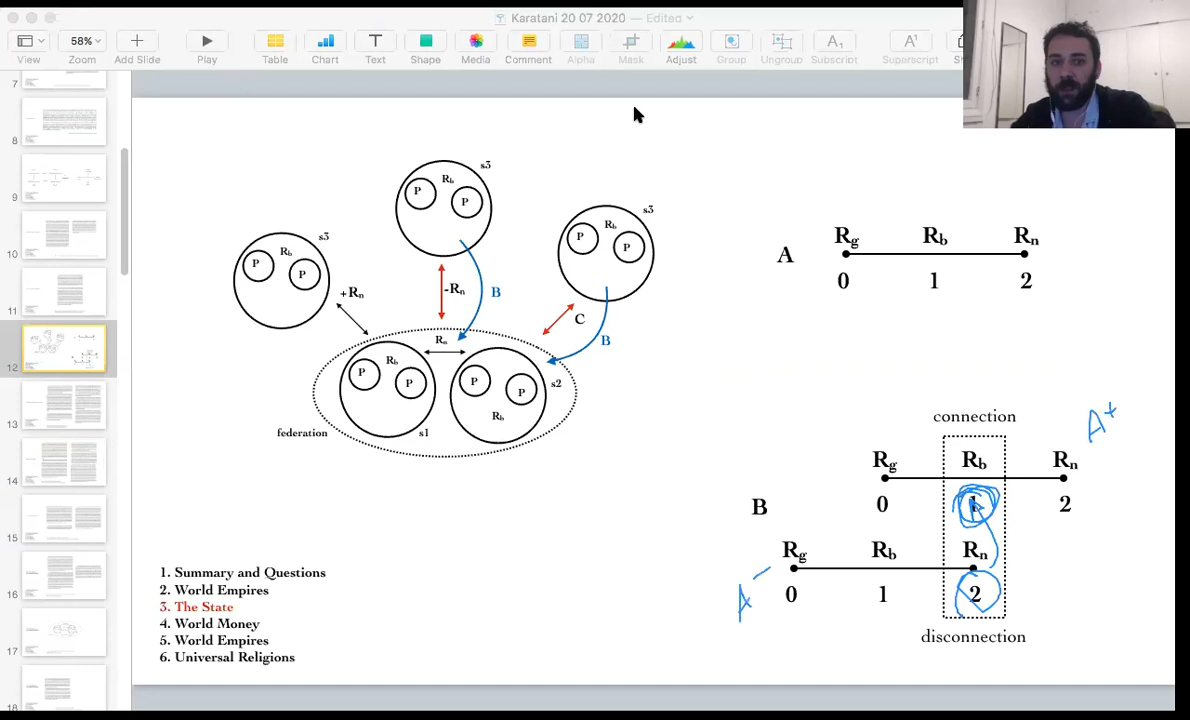 Karatani 20 07 2020 — Edited
58%
View Zoom Add Slide Play Table Chart Text Shape Media Comment Alpha Mask Adjust Group Ungroup Subscript Superscript
7
8
9
10
11
12
13
14
15
16
17
18
s3
Rb
P P
s3
Rb
P P
s3
Rb
P P
+Rn
-Rn
B
C
B
Rn
Rb
P P
s1
P P
Rb
s2
federation
A
Rg Rb Rn
0 1 2
connection
A+
Rg Rb Rn
B
0 1 2
Rg Rb Rn
A-
0 1 2
disconnection
1. Summary and Questions
2. World Empires
3. The State
4. World Money
5. World Empires
6. Universal Religions